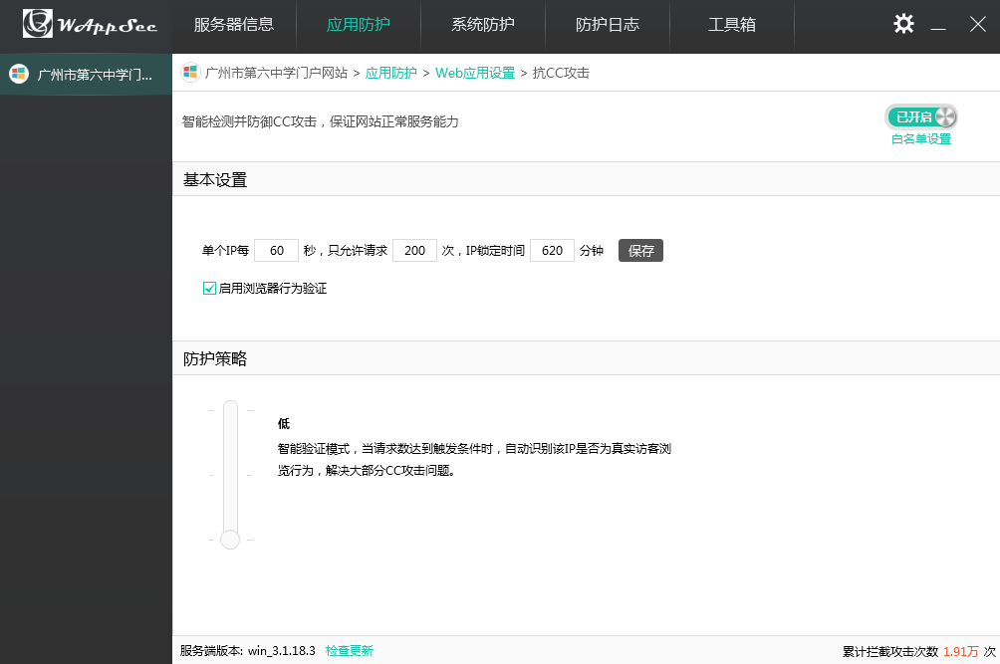 WAppSec 服务器信息 应用防护 系统防护 防护日志 工具箱
广州市第六中学门...
广州市第六中学门户网站 > 应用防护 > Web应用设置 > 抗CC攻击
智能检测并防御CC攻击，保证网站正常服务能力
已开启
白名单设置
基本设置
单个IP每 60 秒，只允许请求 200 次，IP锁定时间 620 分钟 保存
启用浏览器行为验证
防护策略
低
智能验证模式，当请求数达到触发条件时，自动识别该IP是否为真实访客浏
览行为，解决大部分CC攻击问题。
服务端版本: win_3.1.18.3 检查更新 累计拦截攻击次数 1.91万 次